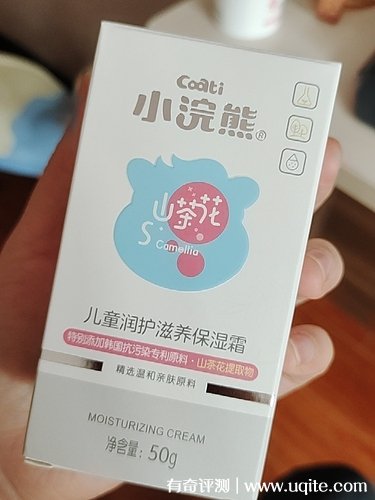 Coati
小浣熊®
山茶花
S Camellia
儿童润护滋养保湿霜
特别添加韩国抗污染专利原料·山茶花提取物
精选温和亲肤原料
MOISTURIZING CREAM
净含量: 50g
有奇评测 | www.uqite.com